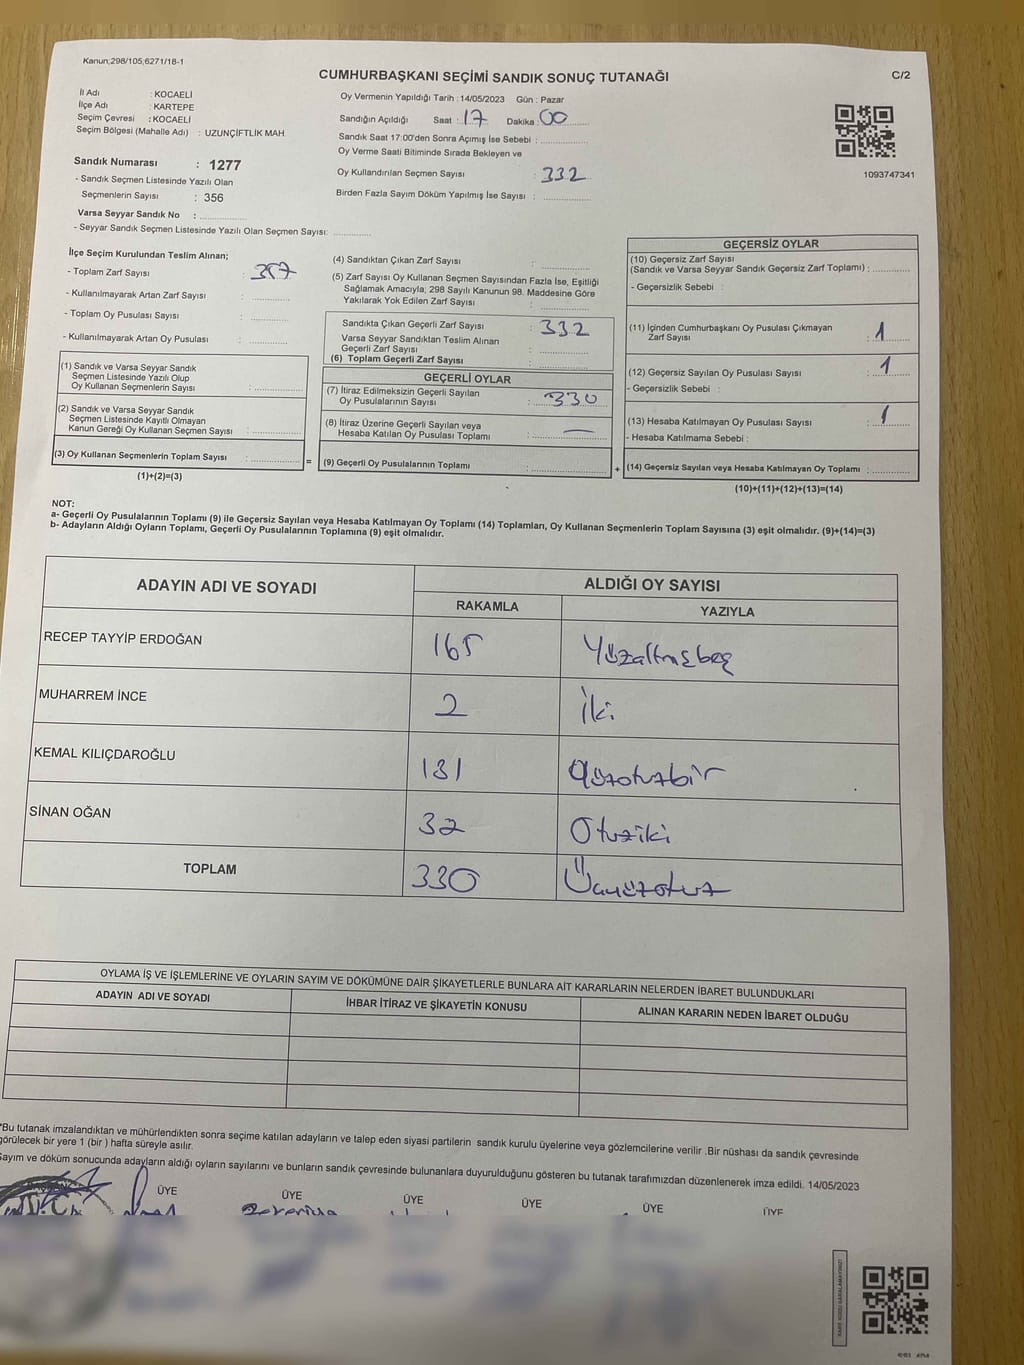 Kanun;298/105,6271/18-1
CUMHURBAŞKANI SEÇİMİ SANDIK SONUÇ TUTANAĞI
C/2
İl Adı : KOCAELİ
İlçe Adı : KARTEPE
Seçim Çevresi : KOCAELİ
Seçim Bölgesi (Mahalle Adı) : UZUNÇİFTLİK MAH.
Sandık Numarası : 1277
- Sandık Seçmen Listesinde Yazılı Olan
Seçmenlerin Sayısı : 356
Varsa Seyyar Sandık No : ............
- Seyyar Sandık Seçmen Listesinde Yazılı Olan Seçmen Sayısı: ............
Oy Vermenin Yapıldığı Tarih : 14/05/2023 Gün : Pazar
Sandığın Açıldığı Saat : 17 Dakika : 00
Sandık Saat 17:00'den Sonra Açımış İse Sebebi : ............
Oy Verme Saati Bitiminde Sırada Bekleyen ve
Oy Kullandırılan Seçmen Sayısı : 332
Birden Fazla Sayım Döküm Yapılmış İse Sayısı : ............
1093747341
İlçe Seçim Kurulundan Teslim Alınan;
- Toplam Zarf Sayısı : 357
- Kullanılmayarak Artan Zarf Sayısı : ............
- Toplam Oy Pusulası Sayısı : ............
- Kullanılmayarak Artan Oy Pusulası : ............
(1) Sandık ve Varsa Seyyar Sandık
Seçmen Listesinde Yazılı Olup
Oy Kullanan Seçmenlerin Sayısı : ............
(2) Sandık ve Varsa Seyyar Sandık
Seçmen Listesinde Kayıtlı Olmayan
Kanun Gereği Oy Kullanan Seçmen Sayısı : ............
(3) Oy Kullanan Seçmenlerin Toplam Sayısı : ............
(1)+(2)=(3)
=
(4) Sandıktan Çıkan Zarf Sayısı : ............
(5) Zarf Sayısı Oy Kullanan Seçmen Sayısından Fazla İse, Eşitliği
Sağlamak Amacıyla, 298 Sayılı Kanunun 98. Maddesine Göre
Yakılarak Yok Edilen Zarf Sayısı : ............
Sandıkta Çıkan Geçerli Zarf Sayısı : 332
Varsa Seyyar Sandıktan Teslim Alınan
Geçerli Zarf Sayısı : ............
(6) Toplam Geçerli Zarf Sayısı : ............
GEÇERLİ OYLAR
(7) İtiraz Edilmeksizin Geçerli Sayılan
Oy Pusulalarının Sayısı : 330
(8) İtiraz Üzerine Geçerli Sayılan veya
Hesaba Katılan Oy Pusulası Toplamı : —
(9) Geçerli Oy Pusulalarının Toplamı : ............
+
GEÇERSİZ OYLAR
(10) Geçersiz Zarf Sayısı
(Sandık ve Varsa Seyyar Sandık Geçersiz Zarf Toplamı) : ............
- Geçersizlik Sebebi :
(11) İçinden Cumhurbaşkanı Oy Pusulası Çıkmayan
Zarf Sayısı : 1
(12) Geçersiz Sayılan Oy Pusulası Sayısı : 1
- Geçersizlik Sebebi :
(13) Hesaba Katılmayan Oy Pusulası Sayısı : 1
- Hesaba Katılmama Sebebi :
(14) Geçersiz Sayılan veya Hesaba Katılmayan Oy Toplamı : ............
(10)+(11)+(12)+(13)=(14)
NOT:
a- Geçerli Oy Pusulalarının Toplamı (9) ile Geçersiz Sayılan veya Hesaba Katılmayan Oy Toplamı (14) Toplamları, Oy Kullanan Seçmenlerin Toplam Sayısına (3) eşit olmalıdır. (9)+(14)=(3)
b- Adayların Aldığı Oyların Toplamı, Geçerli Oy Pusulalarının Toplamına (9) eşit olmalıdır.
ADAYIN ADI VE SOYADI
ALDIĞI OY SAYISI
RAKAMLA YAZIYLA
RECEP TAYYİP ERDOĞAN 165 Yüzaltmışbeş
MUHARREM İNCE 2 İki
KEMAL KILIÇDAROĞLU 131 Yüzotuzbir
SİNAN OĞAN 32 Otuziki
TOPLAM 330 Üçyüzotuz
OYLAMA İŞ VE İŞLEMLERİNE VE OYLARIN SAYIM VE DÖKÜMÜNE DAİR ŞİKAYETLERLE BUNLARA AİT KARARLARIN NELERDEN İBARET BULUNDUKLARI
ADAYIN ADI VE SOYADI İHBAR İTİRAZ VE ŞİKAYETİN KONUSU ALINAN KARARIN NEDEN İBARET OLDUĞU
*Bu tutanak imzalandıktan ve mühürlendikten sonra seçime katılan adayların ve talep eden siyasi partilerin sandık kurulu üyelerine veya gözlemcilerine verilir .Bir nüshası da sandık çevresinde
görülecek bir yere 1 (bir ) hafta süreyle asılır.
Sayım ve döküm sonucunda adayların aldığı oyların sayılarını ve bunların sandık çevresinde bulunanlara duyurulduğunu gösteren bu tutanak tarafımızdan düzenlenerek imza edildi. 14/05/2023
ÜYE ÜYE ÜYE ÜYE ÜYE ÜYE